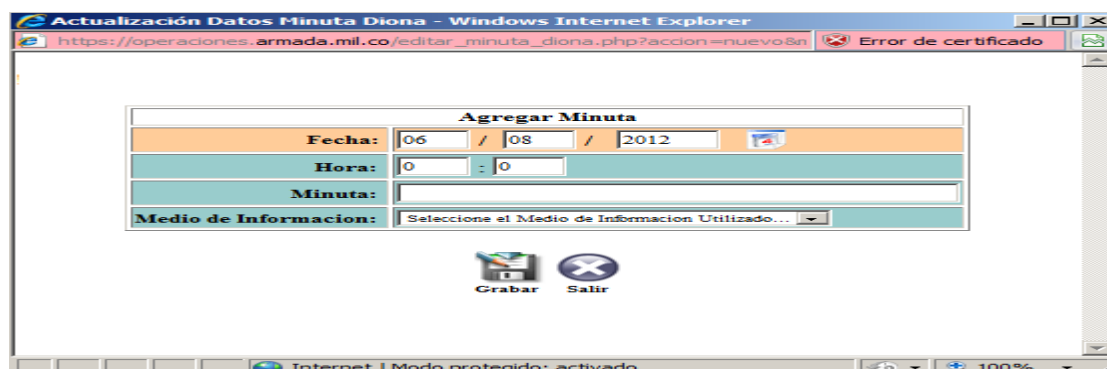 Actualización Datos Minuta Diona - Windows Internet Explorer
https://operaciones.armada.mil.co/editar_minuta_diona.php?accion=nuevo&n Error de certificado
Agregar Minuta
Fecha: 06 / 08 / 2012
Hora: 0 : 0
Minuta:
Medio de Informacion: Seleccione el Medio de Informacion Utilizado...
Grabar Salir
Internet | Modo protegido: activado 100%